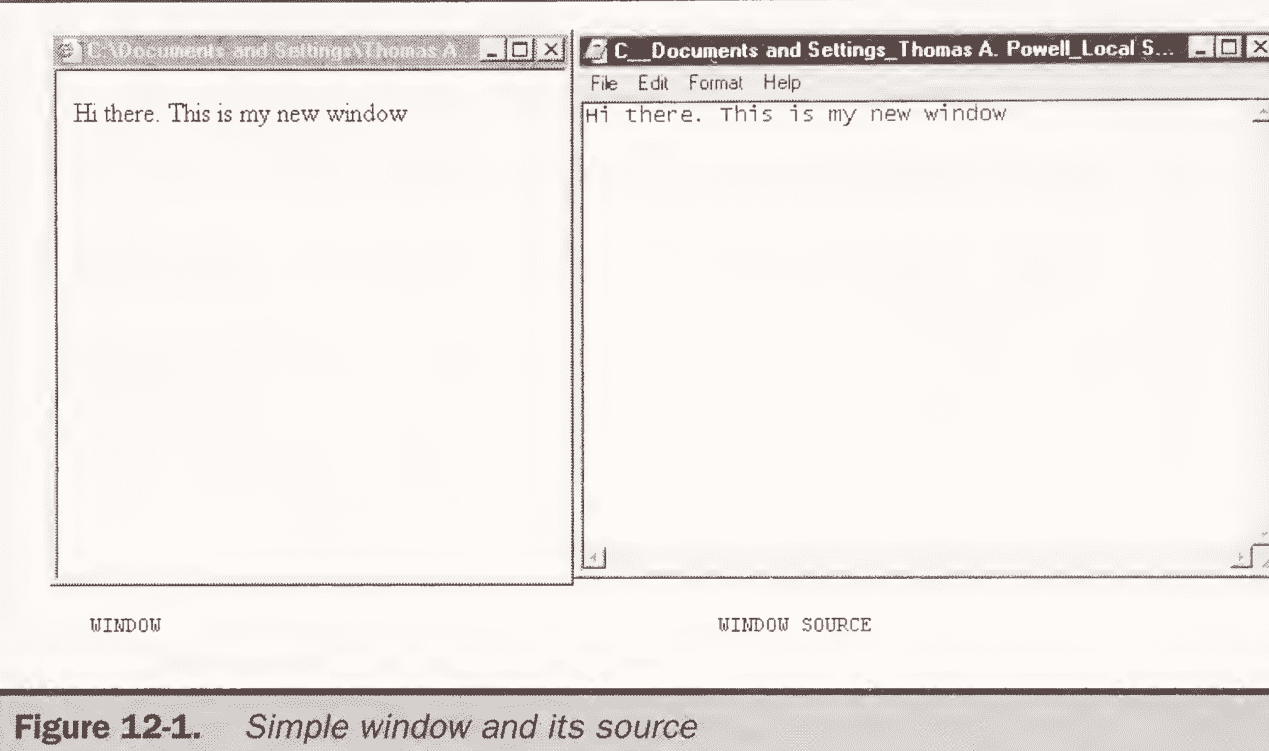 C:\Documents and Settings\Thomas A.
Hi there. This is my new window
C__Documents and Settings_Thomas A. Powell_Local S...
File Edit Format Help
Hi there. This is my new window
WINDOW
WINDOW SOURCE
Figure 12-1. Simple window and its source